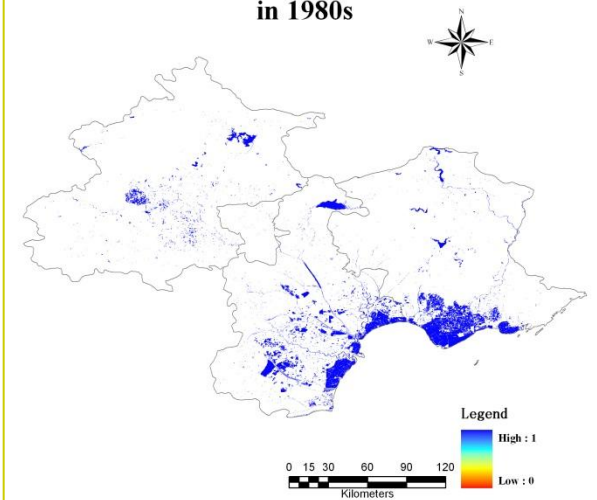 in 1980s
N
W
E
S
Legend
High : 1
Low : 0
0 15 30 60 90 120
Kilometers